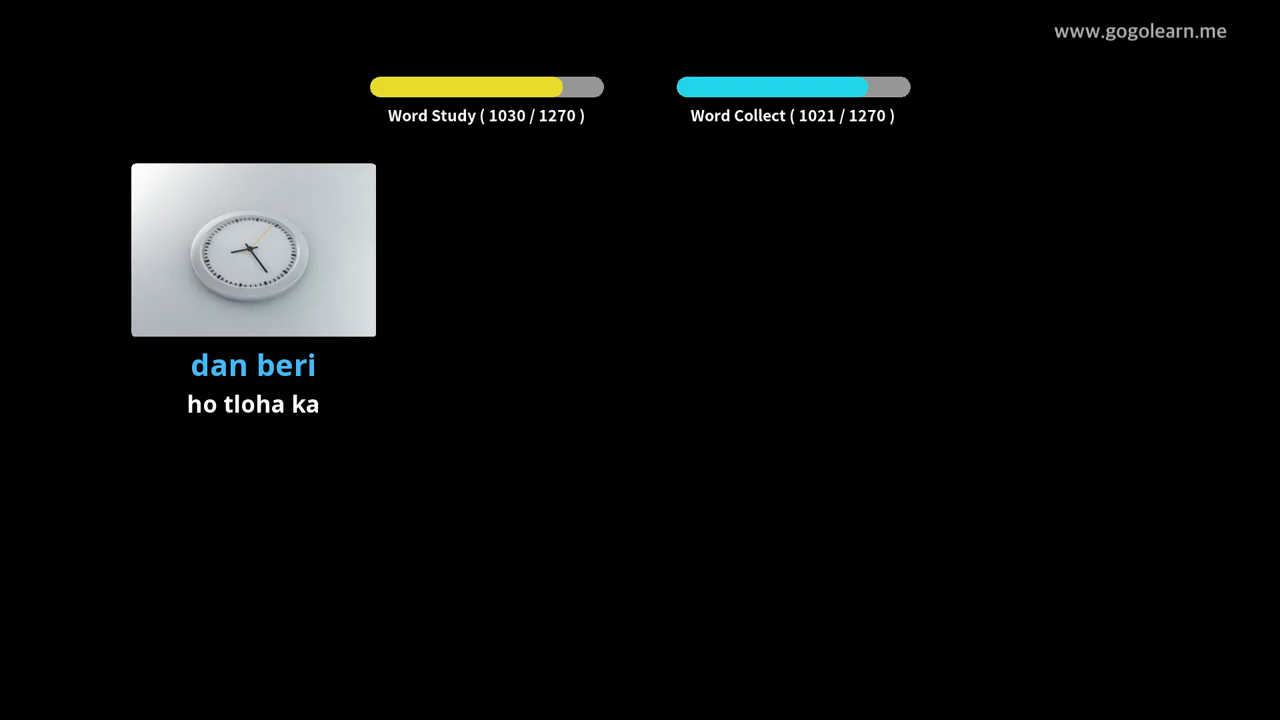 www.gogolearn.me
Word Study ( 1030 / 1270 )
Word Collect ( 1021 / 1270 )
dan beri
ho tloha ka